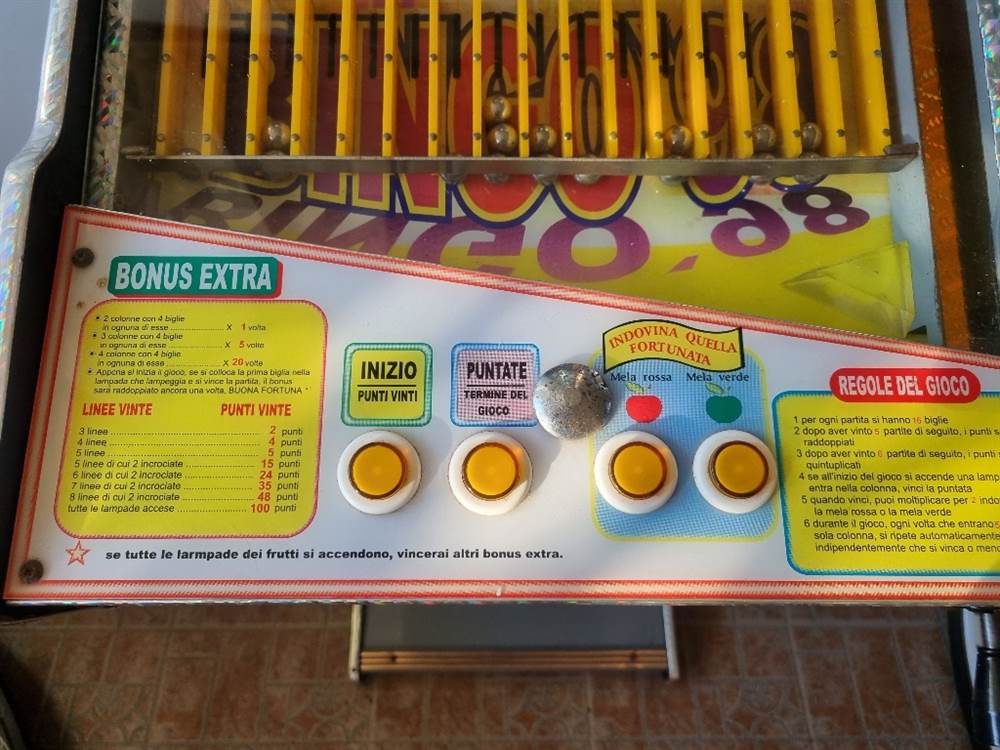 BINGO 98
BINGO '98
BONUS EXTRA
2 colonne con 4 biglie
in ognuna di esse ................ X 1 volta
3 colonne con 4 biglie
in ognuna di esse ................ X 5 volte
4 colonne con 4 biglie
in ognuna di esse ................ X 20 volte
Appena si inizia il gioco, se si colloca la prima biglia nella
lampada che lampeggia e si vince la partita, il bonus
sarà raddoppiato ancora una volta, BUONA FORTUNA
LINEE VINTE PUNTI VINTE
3 linee 2 punti
4 linee 4 punti
5 linee 5 punti
5 linee di cui 2 incrociate 15 punti
6 linee di cui 2 incrociate 24 punti
7 linee di cui 2 incrociate 35 punti
8 linee di cui 2 incrociate 48 punti
tutte le lampade accese 100 punti
se tutte le larmpade dei frutti si accendono, vincerai altri bonus extra.
INIZIO
PUNTI VINTI
PUNTATE
TERMINE DEL
GIOCO
INDOVINA QUELLA
FORTUNATA
Mela rossa Mela verde
REGOLE DEL GIOCO
1 per ogni partita si hanno 16 biglie
2 dopo aver vinto 5 partite di seguito, i punti s
raddoppiati
3 dopo aver vinto 6 partite di seguito, i punti s
quintuplicati
4 se all'inizio del gioco si accende una lamp
entra nella colonna, vinci la puntata
5 quando vinci, puoi moltiplicare per 2 indo
la mela rossa o la mela verde
6 durante il gioco, ogni volta che entrano 5
sola colonna, si ripete automaticamente
indipendentemente che si vinca o meno